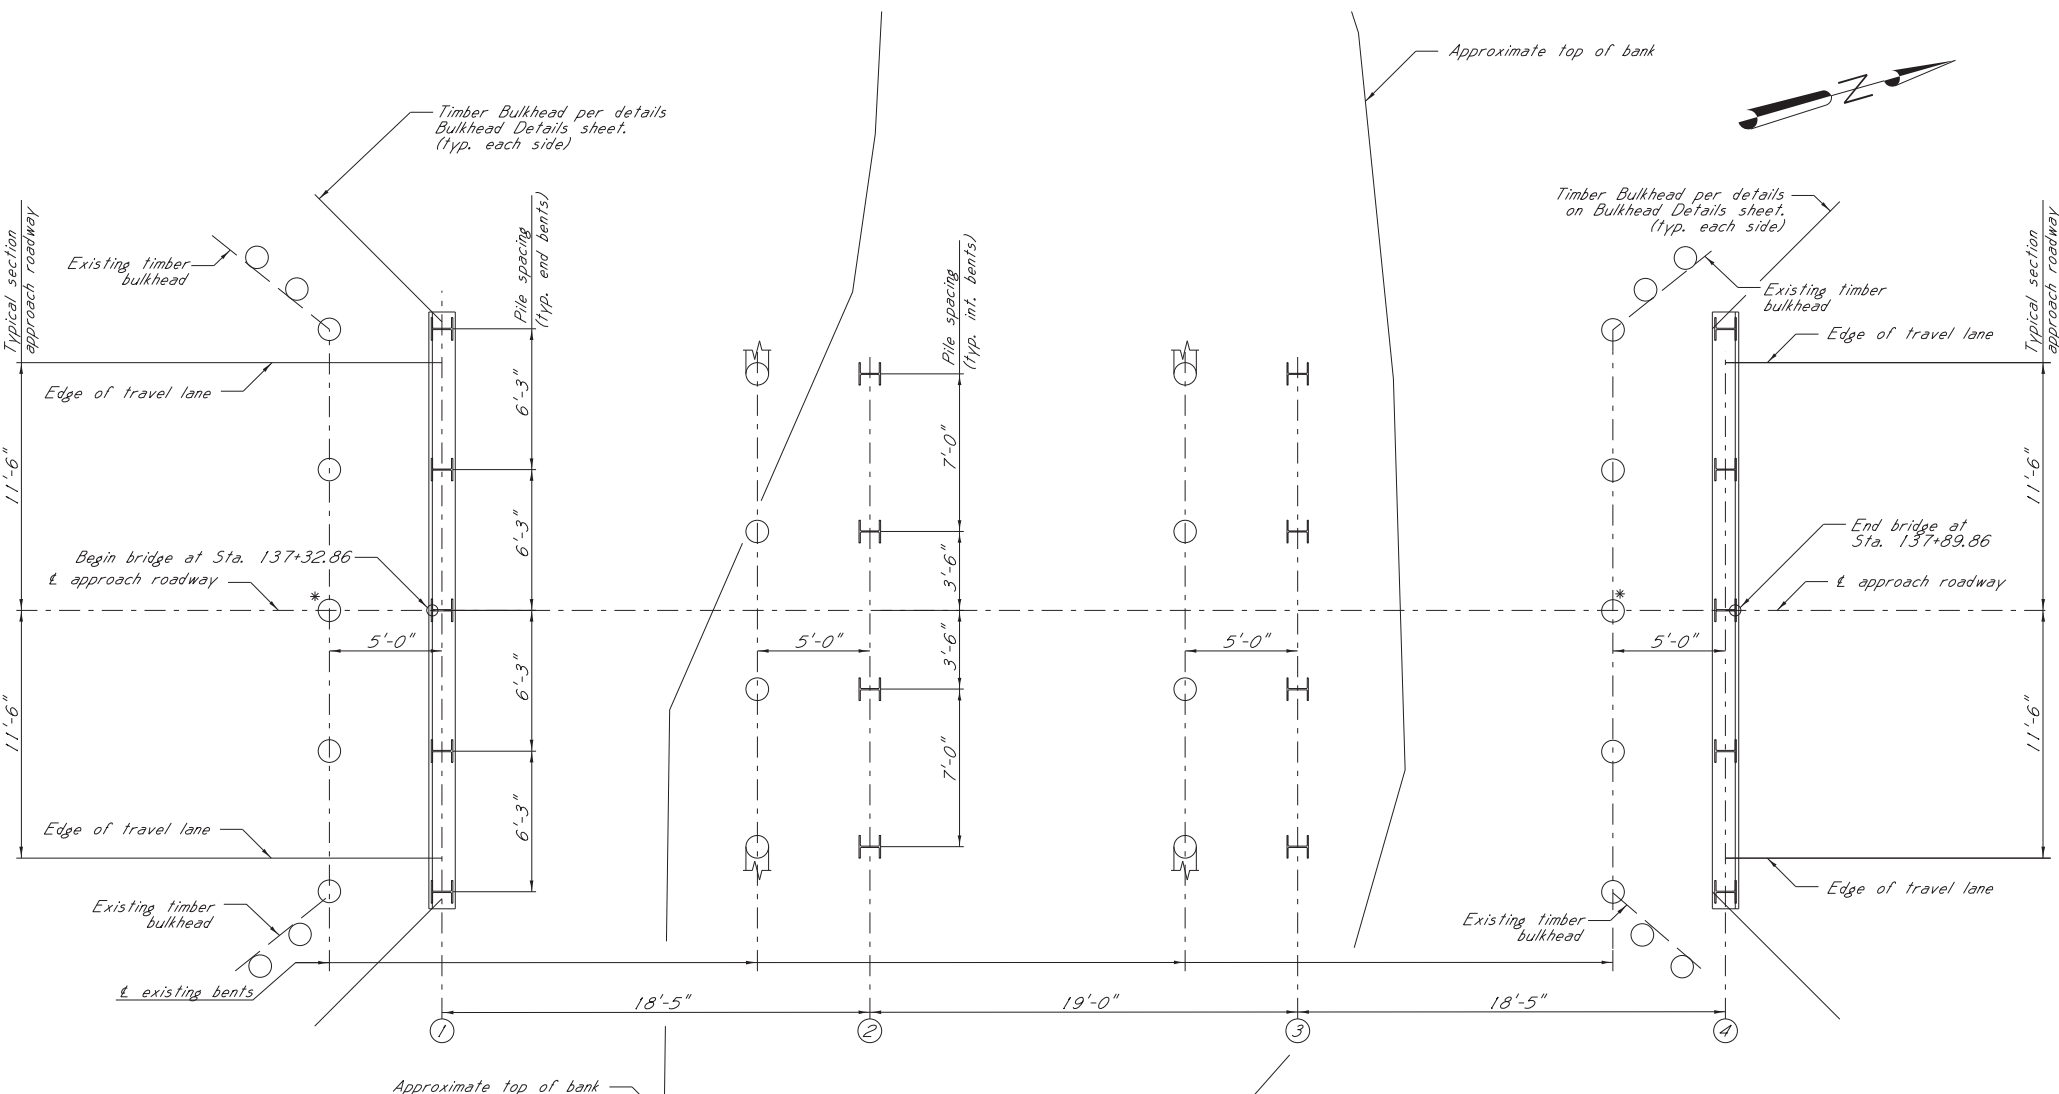 Approximate top of bank
N
Timber Bulkhead per details
Bulkhead Details sheet.
(typ. each side)
Timber Bulkhead per details
on Bulkhead Details sheet.
(typ. each side)
Typical section
approach roadway
Existing timber
bulkhead
Pile spacing
(typ. end bents)
Pile spacing
(typ. int. bents)
Existing timber
bulkhead
Typical section
approach roadway
Edge of travel lane
Edge of travel lane
11'-6"
6'-3"
7'-0"
11'-6"
6'-3"
3'-6"
Begin bridge at Sta. 137+32.86
℄ approach roadway
*
End bridge at
Sta. 137+89.86
℄ approach roadway
*
5'-0"
5'-0"
5'-0"
5'-0"
11'-6"
6'-3"
3'-6"
11'-6"
6'-3"
7'-0"
Edge of travel lane
Edge of travel lane
Existing timber
bulkhead
Existing timber
bulkhead
℄ existing bents
18'-5"
19'-0"
18'-5"
1
2
3
4
Approximate top of bank